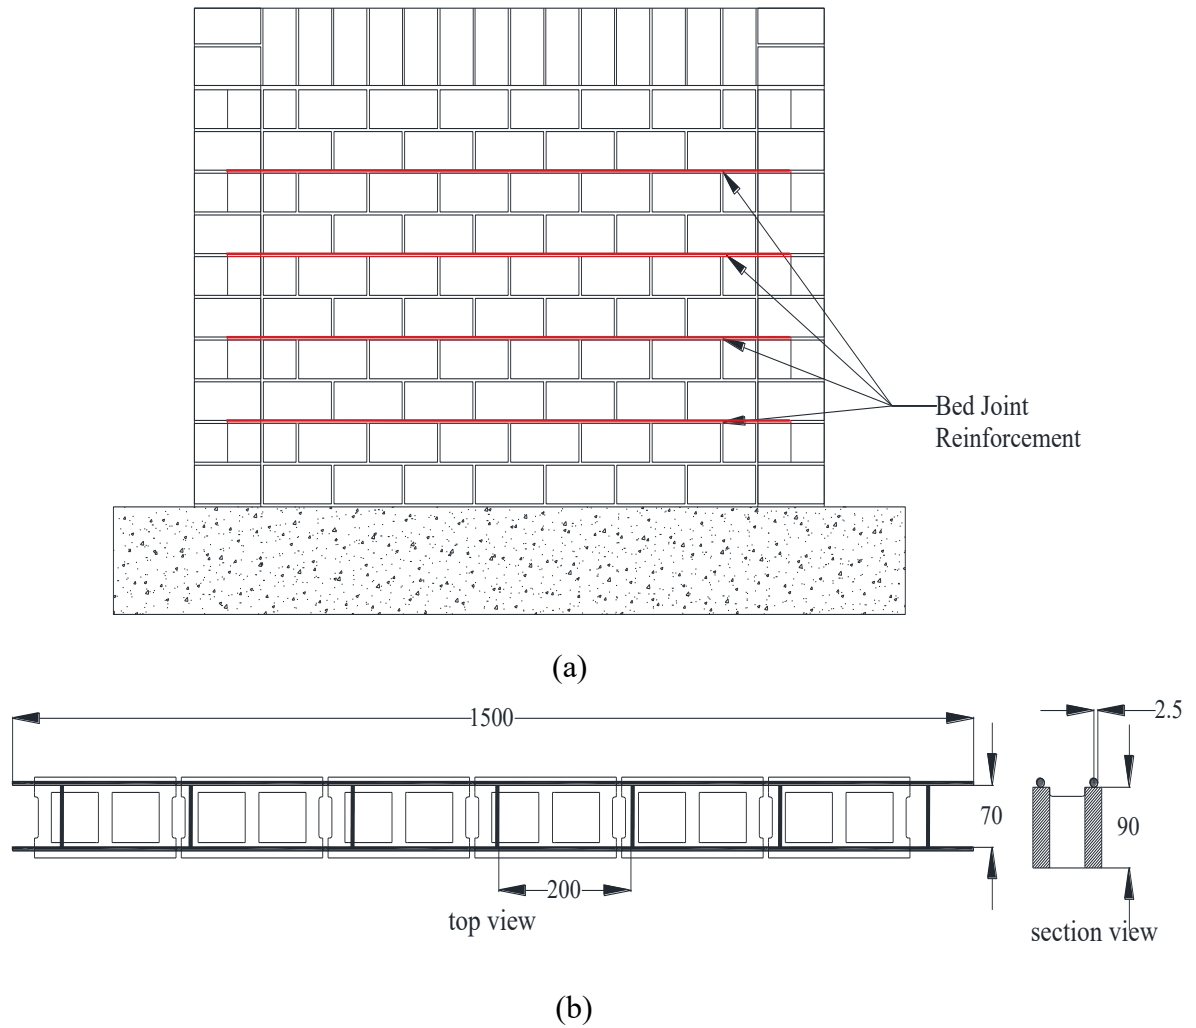 Bed Joint
Reinforcement
(a)
1500
2.5
70
90
200
top view
section view
(b)